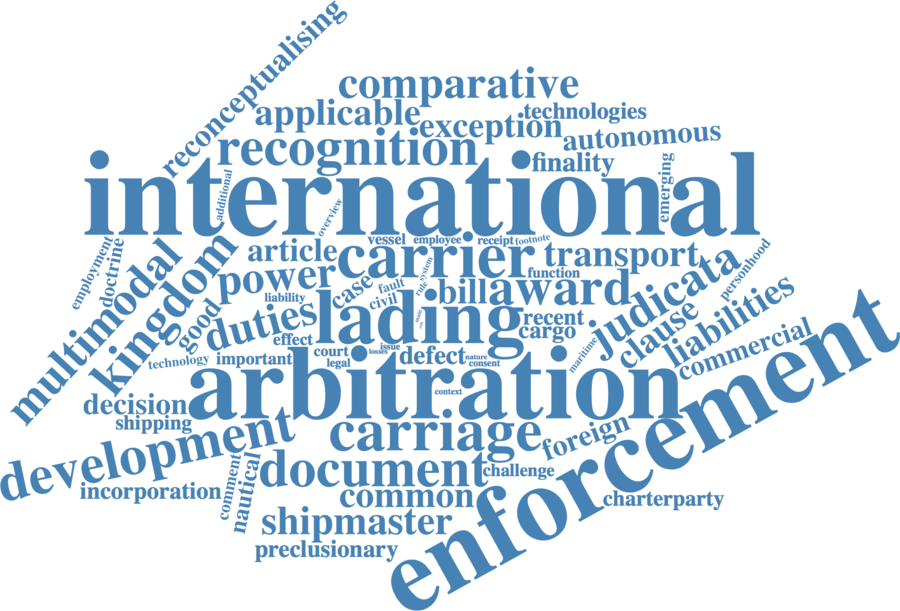 reconceptualising
comparative
applicable
technologies
exception
autonomous
recognition
finality
international
additional
emerging
overview
employment
doctrine
multimodal
kingdom
good
article
vessel
employee
receipt
footnote
carrier
transport
function
personhood
power
case
system
fault
rule
civil
liability
bill
award
judicata
duties
lading
recent
cargo
clause
liabilities
effect
issue
losses
court
legal
technology
important
defect
nature
consent
maritime
commercial
arbitration
context
decision
shipping
development
carriage
foreign
enforcement
incorporation
comment
nautical
document
challenge
common
charterparty
shipmaster
preclusionary